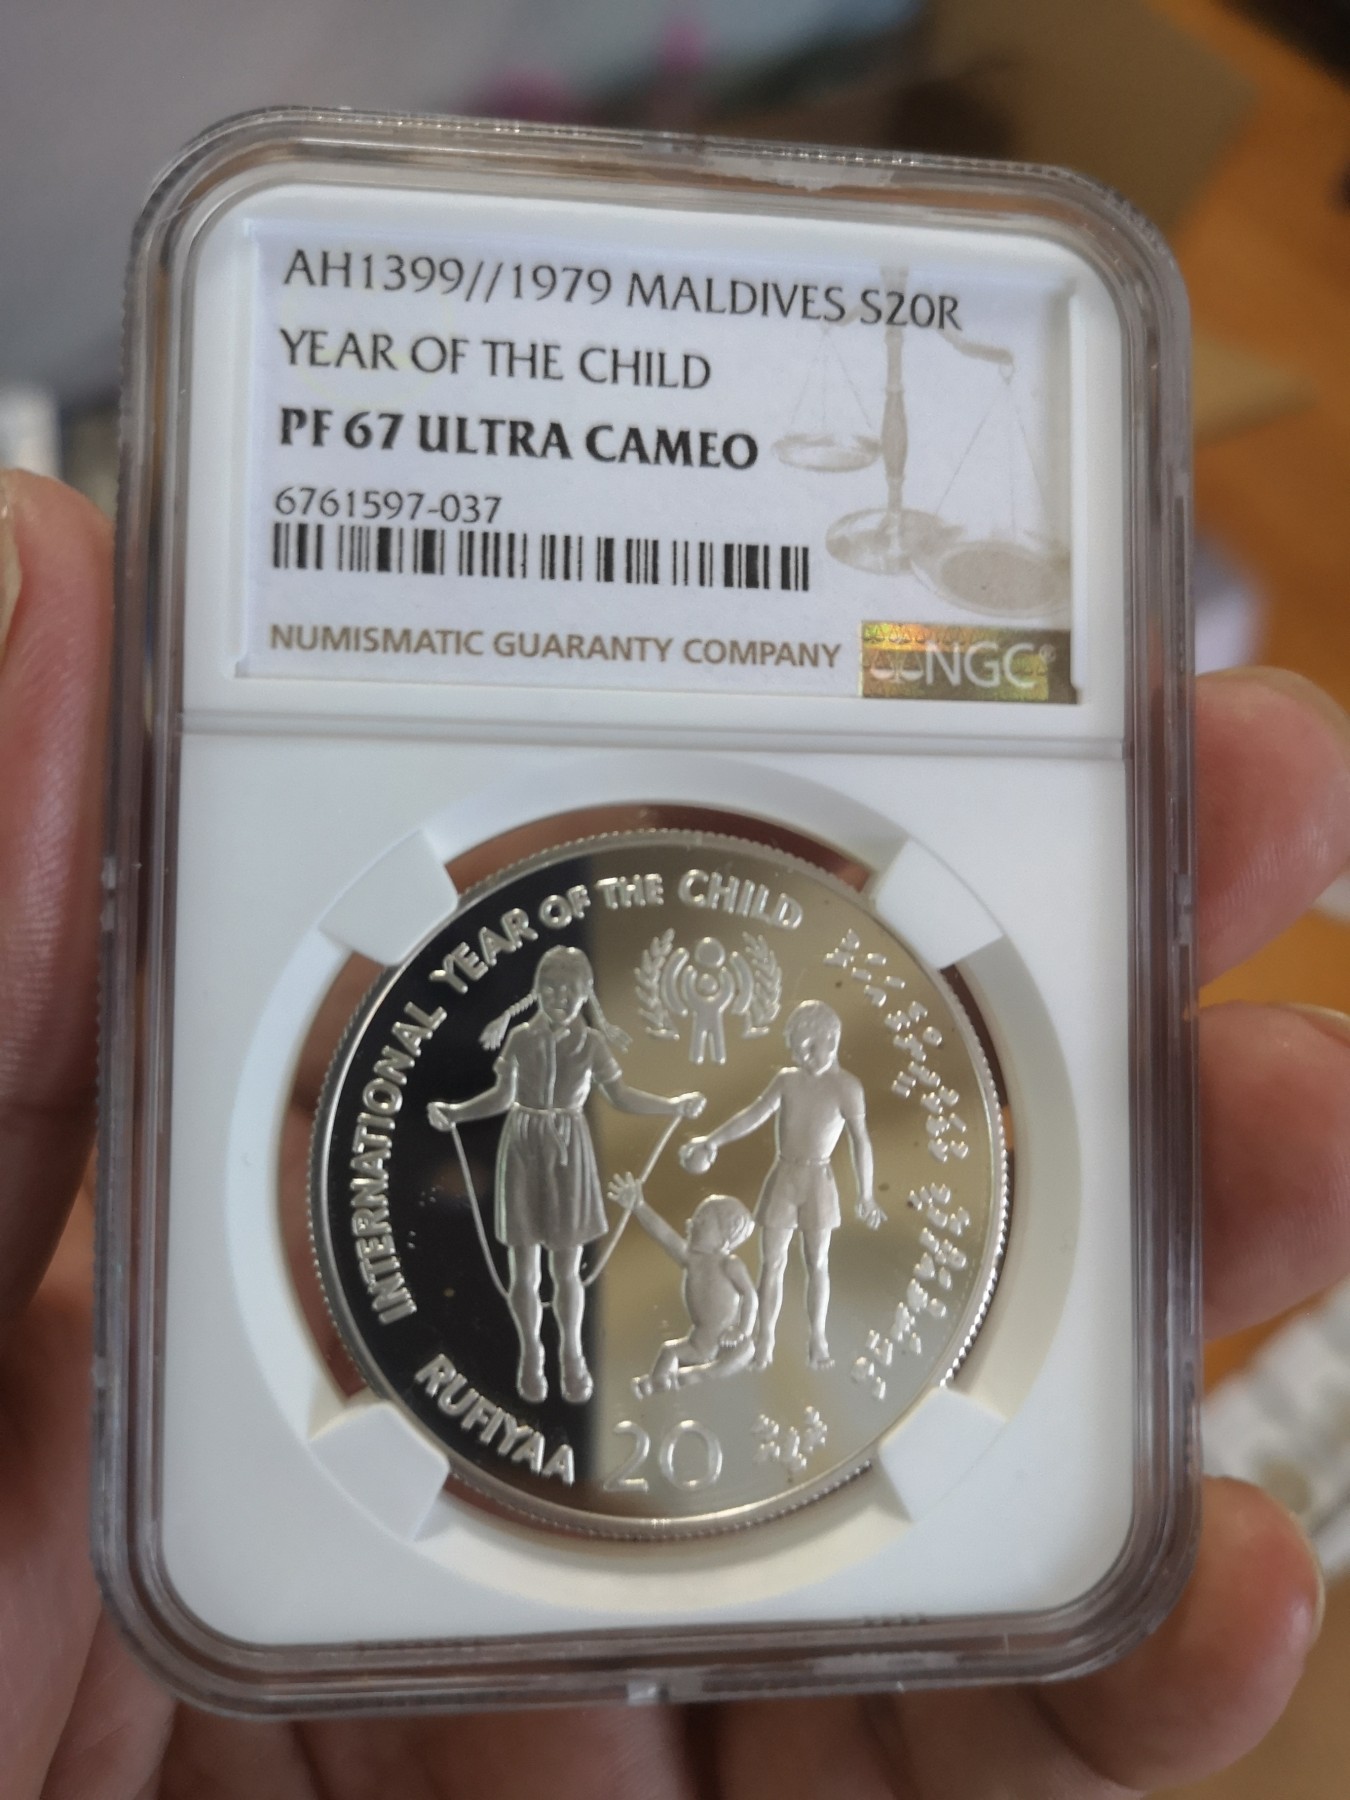 AH1399//1979 MALDIVES S20R
YEAR OF THE CHILD
PF 67 ULTRA CAMEO
6761597-037
NUMISMATIC GUARANTY COMPANY
NGC®
INTERNATIONAL YEAR OF THE CHILD
RUFIYAA
20